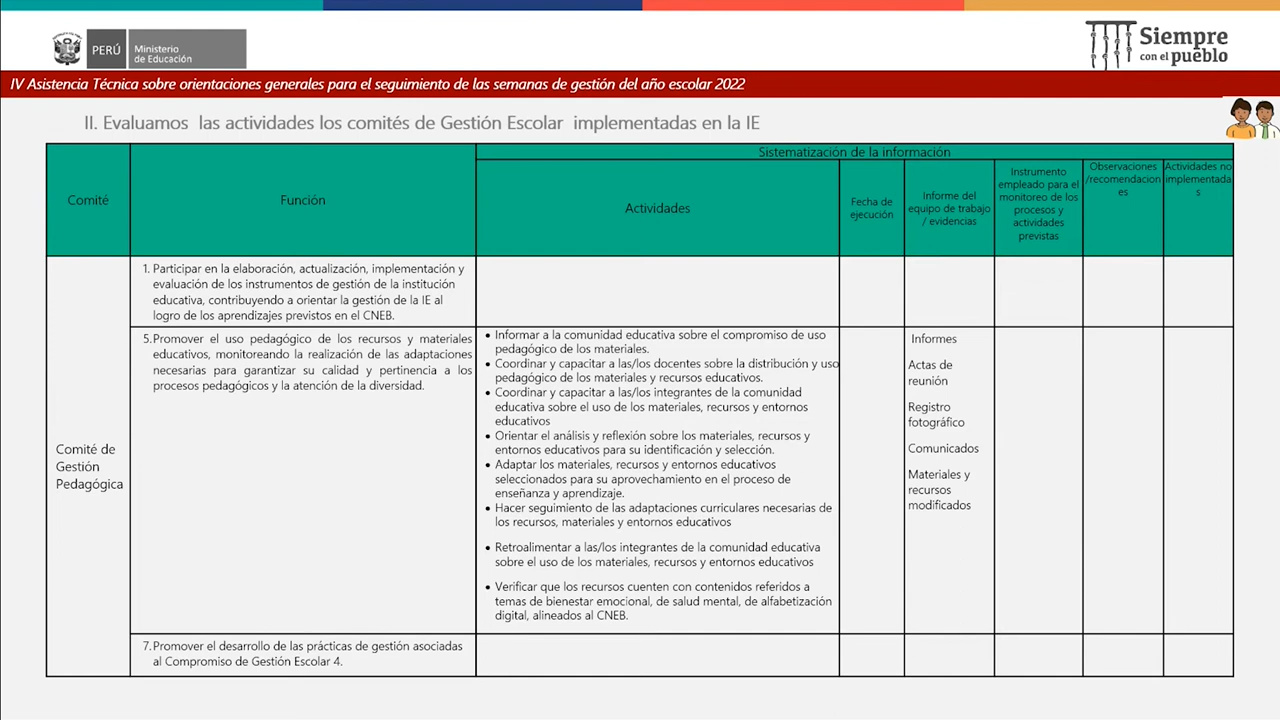 PERÚ
Ministerio
de Educación
Siempre
con el pueblo
IV Asistencia Técnica sobre orientaciones generales para el seguimiento de las semanas de gestión del año escolar 2022
II. Evaluamos las actividades los comités de Gestión Escolar implementadas en la IE
Comité
Función
Sistematización de la información
Actividades
Fecha de
ejecución
Informe del
equipo de trabajo
/ evidencias
Instrumento
empleado para el
monitoreo de los
procesos y
actividades
previstas
Observaciones
/recomendacion
es
Actividades no
implementada
s
Comité de
Gestión
Pedagógica
1. Participar en la elaboración, actualización, implementación y
evaluación de los instrumentos de gestión de la institución
educativa, contribuyendo a orientar la gestión de la IE al
logro de los aprendizajes previstos en el CNEB.
5. Promover el uso pedagógico de los recursos y materiales
educativos, monitoreando la realización de las adaptaciones
necesarias para garantizar su calidad y pertinencia a los
procesos pedagógicos y la atención de la diversidad.
• Informar a la comunidad educativa sobre el compromiso de uso
pedagógico de los materiales.
• Coordinar y capacitar a las/los docentes sobre la distribución y uso
pedagógico de los materiales y recursos educativos.
• Coordinar y capacitar a las/los integrantes de la comunidad
educativa sobre el uso de los materiales, recursos y entornos
educativos
• Orientar el análisis y reflexión sobre los materiales, recursos y
entornos educativos para su identificación y selección.
• Adaptar los materiales, recursos y entornos educativos
seleccionados para su aprovechamiento en el proceso de
enseñanza y aprendizaje.
• Hacer seguimiento de las adaptaciones curriculares necesarias de
los recursos, materiales y entornos educativos
• Retroalimentar a las/los integrantes de la comunidad educativa
sobre el uso de los materiales, recursos y entornos educativos
• Verificar que los recursos cuenten con contenidos referidos a
temas de bienestar emocional, de salud mental, de alfabetización
digital, alineados al CNEB.
Informes
Actas de
reunión
Registro
fotográfico
Comunicados
Materiales y
recursos
modificados
7. Promover el desarrollo de las prácticas de gestión asociadas
al Compromiso de Gestión Escolar 4.